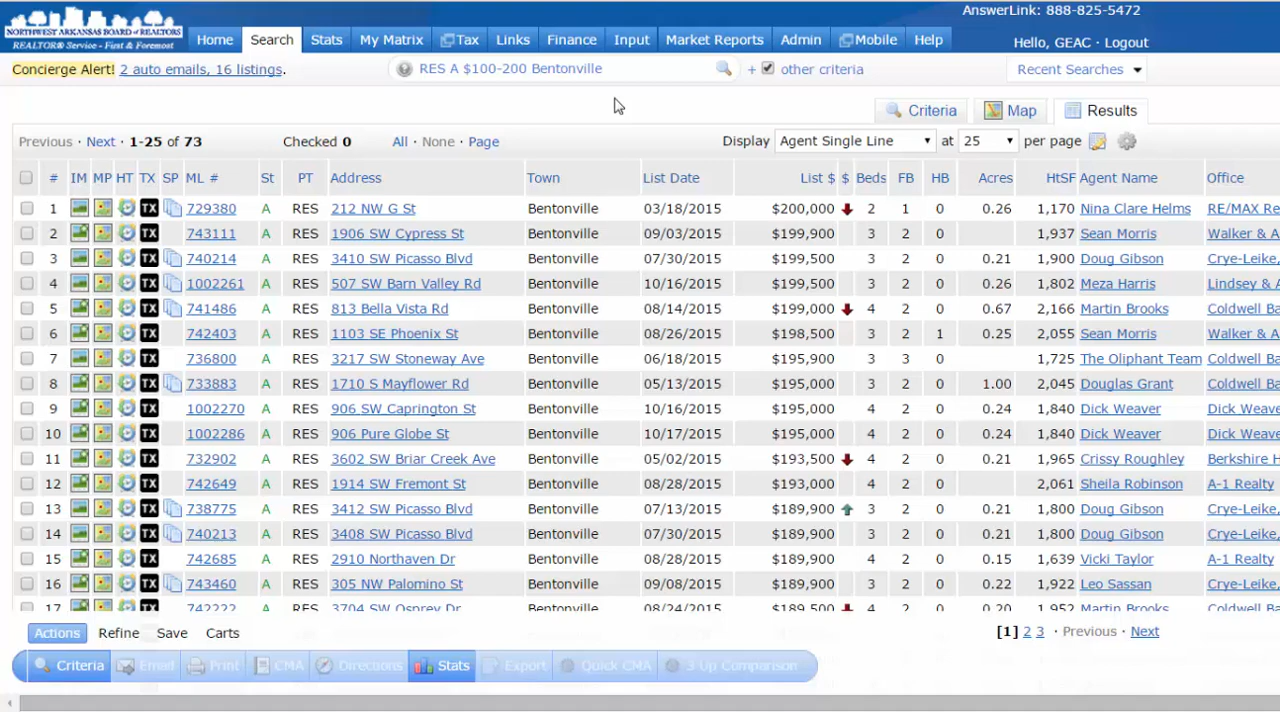 AnswerLink: 888-825-5472
NORTHWEST ARKANSAS BOARD OF REALTORS
REALTOR® Service - First & Foremost
Home Search Stats My Matrix Tax Links Finance Input Market Reports Admin Mobile Help
Hello, GEAC · Logout
Concierge Alert! 2 auto emails, 16 listings.
RES A $100-200 Bentonville + other criteria Recent Searches
Criteria Map Results
Previous · Next · 1-25 of 73 Checked 0 All · None · Page Display Agent Single Line at 25 per page
# IM MP HT TX SP ML # St PT Address Town List Date List $ $ Beds FB HB Acres HtSF Agent Name Office
1 TX 729380 A RES 212 NW G St Bentonville 03/18/2015 $200,000 2 1 0 0.26 1,170 Nina Clare Helms RE/MAX Re
2 TX 743111 A RES 1906 SW Cypress St Bentonville 09/03/2015 $199,900 3 2 0 1,937 Sean Morris Walker & A
3 TX 740214 A RES 3410 SW Picasso Blvd Bentonville 07/30/2015 $199,500 3 2 0 0.21 1,900 Doug Gibson Crye-Leike,
4 TX 1002261 A RES 507 SW Barn Valley Rd Bentonville 10/16/2015 $199,500 3 2 0 0.26 1,802 Meza Harris Lindsey & A
5 TX 741486 A RES 813 Bella Vista Rd Bentonville 08/14/2015 $199,000 4 2 0 0.67 2,166 Martin Brooks Coldwell Ba
6 TX 742403 A RES 1103 SE Phoenix St Bentonville 08/26/2015 $198,500 3 2 1 0.25 2,055 Sean Morris Walker & A
7 TX 736800 A RES 3217 SW Stoneway Ave Bentonville 06/18/2015 $195,900 3 3 0 1,725 The Oliphant Team Coldwell Ba
8 TX 733883 A RES 1710 S Mayflower Rd Bentonville 05/13/2015 $195,000 3 2 0 1.00 2,045 Douglas Grant Coldwell Ba
9 TX 1002270 A RES 906 SW Caprington St Bentonville 10/16/2015 $195,000 4 2 0 0.24 1,840 Dick Weaver Dick Weave
10 TX 1002286 A RES 906 Pure Globe St Bentonville 10/17/2015 $195,000 4 2 0 0.24 1,840 Dick Weaver Dick Weave
11 TX 732902 A RES 3602 SW Briar Creek Ave Bentonville 05/02/2015 $193,500 4 2 0 0.21 1,965 Crissy Roughley Berkshire H
12 TX 742649 A RES 1914 SW Fremont St Bentonville 08/28/2015 $193,000 4 2 0 2,061 Sheila Robinson A-1 Realty
13 TX 738775 A RES 3412 SW Picasso Blvd Bentonville 07/13/2015 $189,900 3 2 0 0.21 1,800 Doug Gibson Crye-Leike,
14 TX 740213 A RES 3408 SW Picasso Blvd Bentonville 07/30/2015 $189,900 3 2 0 0.21 1,800 Doug Gibson Crye-Leike,
15 TX 742685 A RES 2910 Northaven Dr Bentonville 08/28/2015 $189,900 4 2 0 0.15 1,639 Vicki Taylor A-1 Realty
16 TX 743460 A RES 305 NW Palomino St Bentonville 09/08/2015 $189,900 3 2 0 0.22 1,922 Leo Sassan Crye-Leike,
17 TX 742222 A RES 3704 SW Osprey Dr Bentonville 08/24/2015 $189,500 4 2 0 0.20 1,952 Martin Brooks Coldwell Ba
Actions Refine Save Carts [1] 2 3 · Previous · Next
Criteria Email Print CMA Directions Stats Export Quick CMA 3 Up Comparison